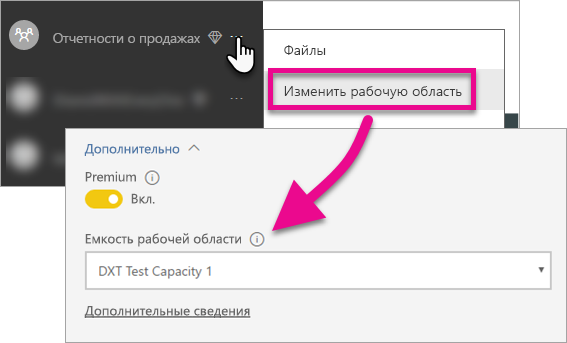 Отчетности о продажах
Файлы
Изменить рабочую область
Дополнительно
Premium
Вкл.
Емкость рабочей области
DXT Test Capacity 1
Дополнительные сведения